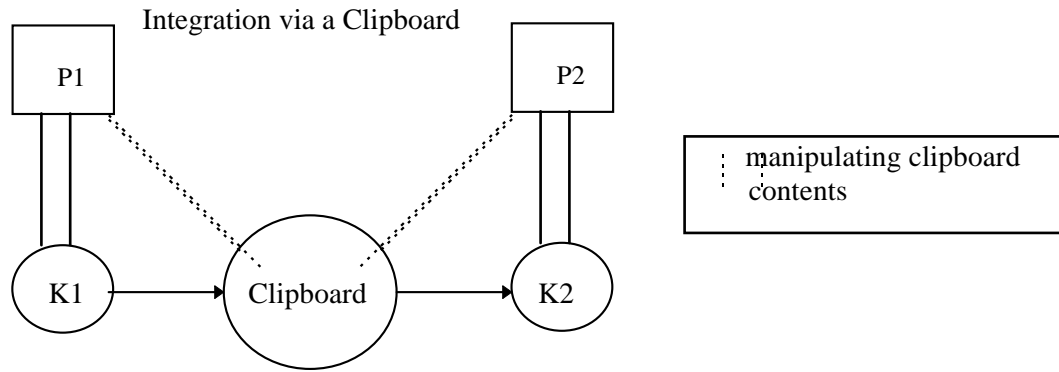 Integration via a Clipboard
P1
P2
manipulating clipboard
contents
K1
Clipboard
K2